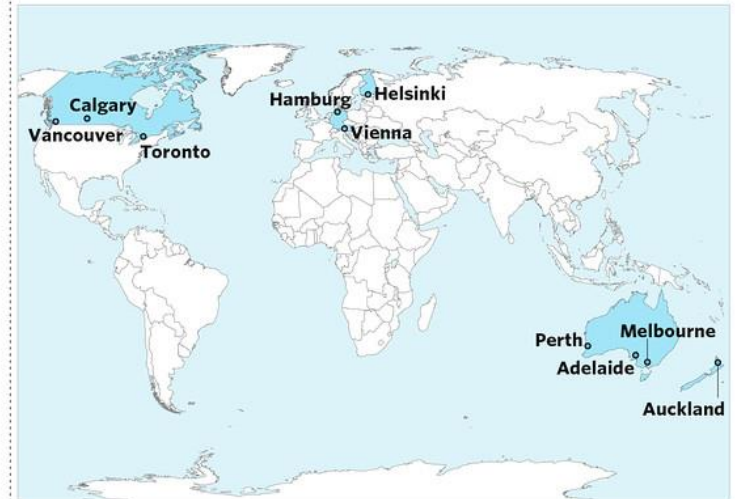 Calgary
Vancouver
Toronto
Hamburg
Helsinki
Vienna
Perth
Melbourne
Adelaide
Auckland